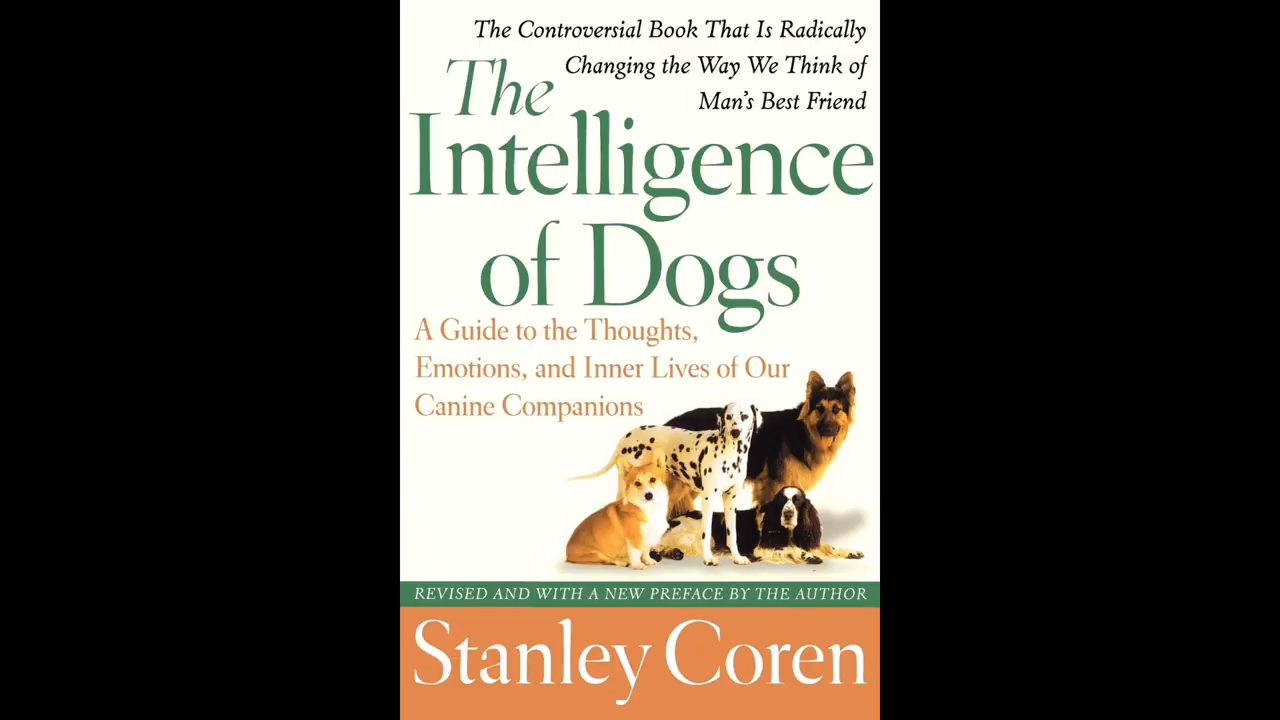 The Controversial Book That Is Radically
Changing the Way We Think of
Man's Best Friend
The
Intelligence
of Dogs
A Guide to the Thoughts,
Emotions, and Inner Lives of Our
Canine Companions
REVISED AND WITH A NEW PREFACE BY THE AUTHOR
Stanley Coren